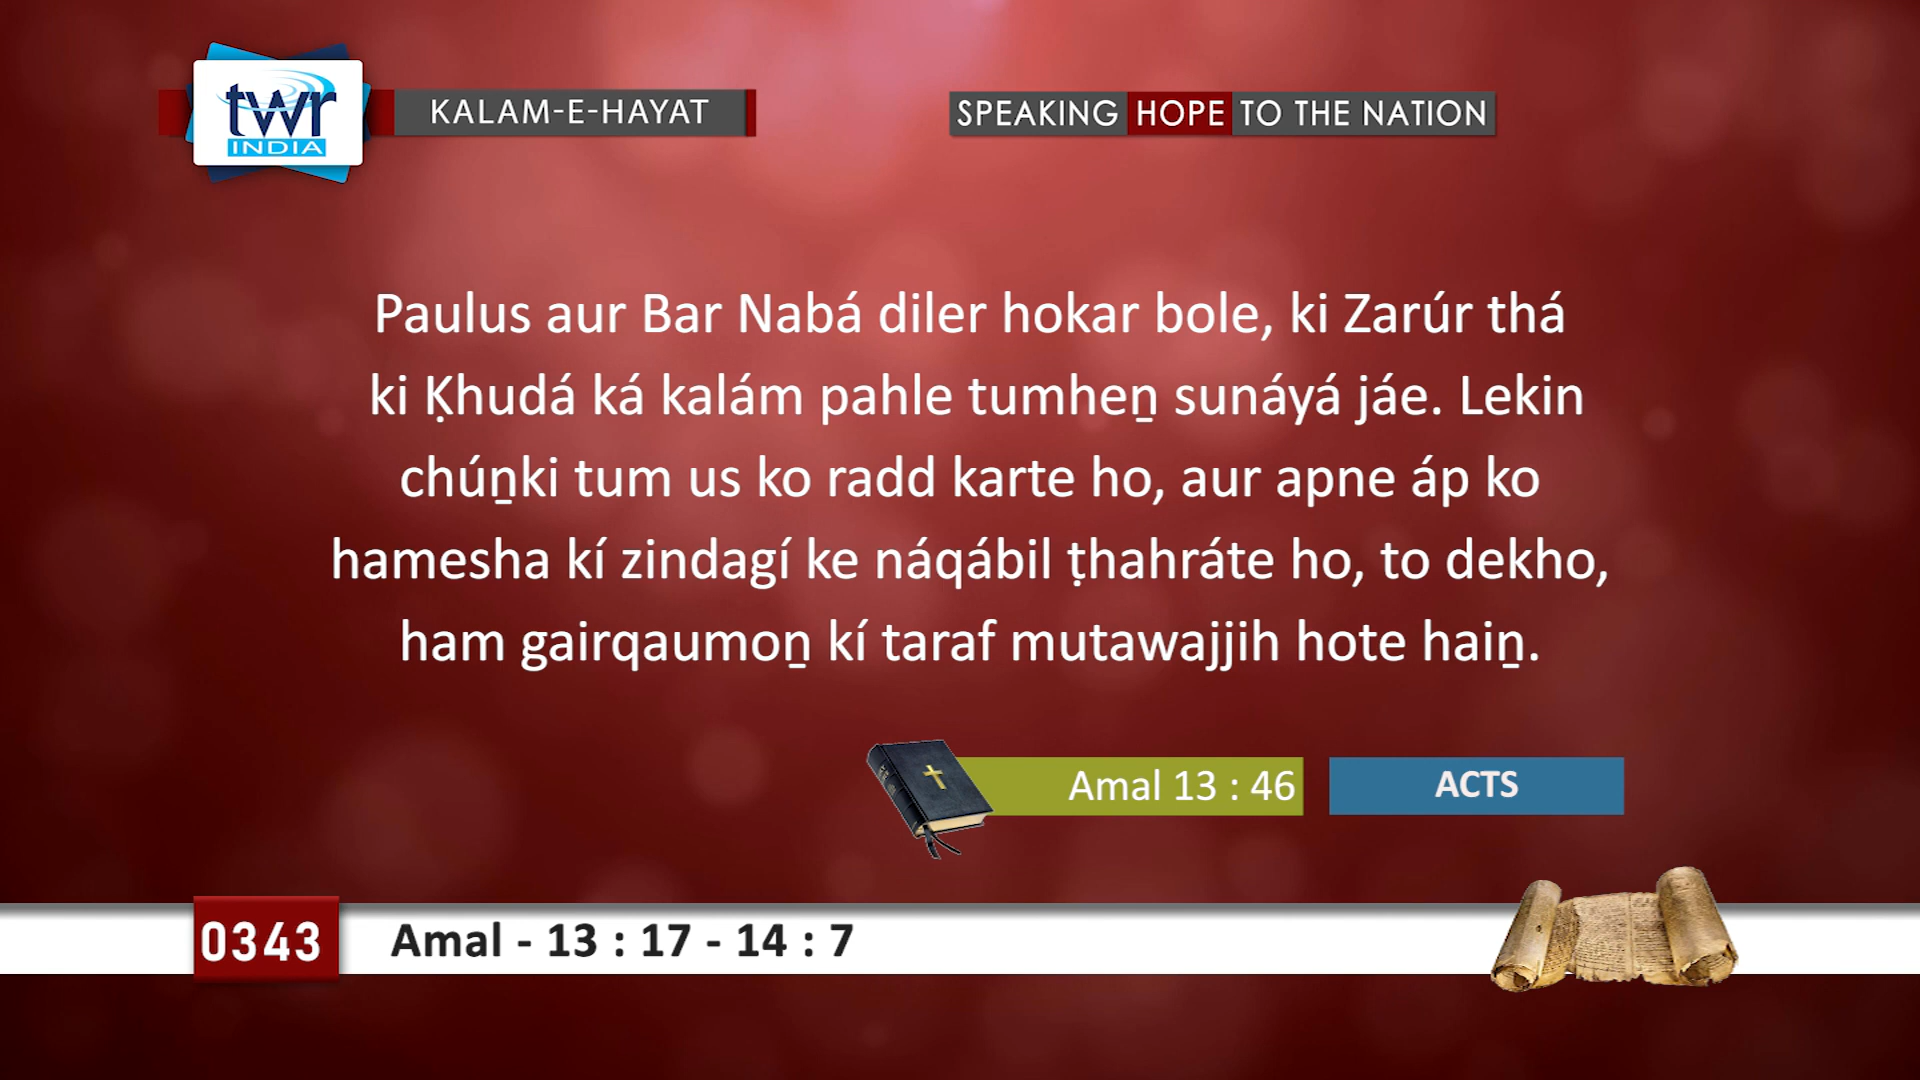 twr
INDIA
KALAM-E-HAYAT
SPEAKING HOPE TO THE NATION
Paulus aur Bar Nabá diler hokar bole, ki Zarúr thá
ki Ḳhudá ká kalám pahle tumheṉ sunáyá jáe. Lekin
chúṉki tum us ko radd karte ho, aur apne áp ko
hamesha kí zindagí ke náqábil ṭhahráte ho, to dekho,
ham gairqaumoṉ kí taraf mutawajjih hote haiṉ.
Amal 13 : 46
ACTS
0343
Amal - 13 : 17 - 14 : 7